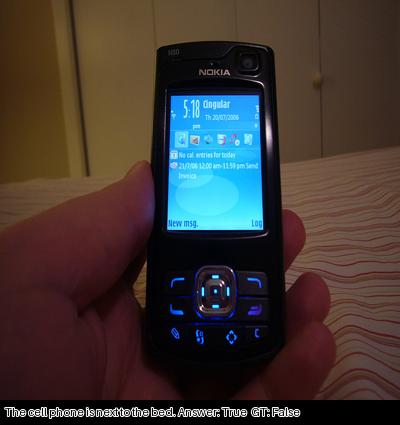 N80
NOKIA
5:18 Cingular
Th 20/07/2006
pm
No cal. entries for today
21/7/06 12:00 am-11:59 pm Send
Invoice
New msg. Log
The cell phone is next to the bed. Answer: True GT: False